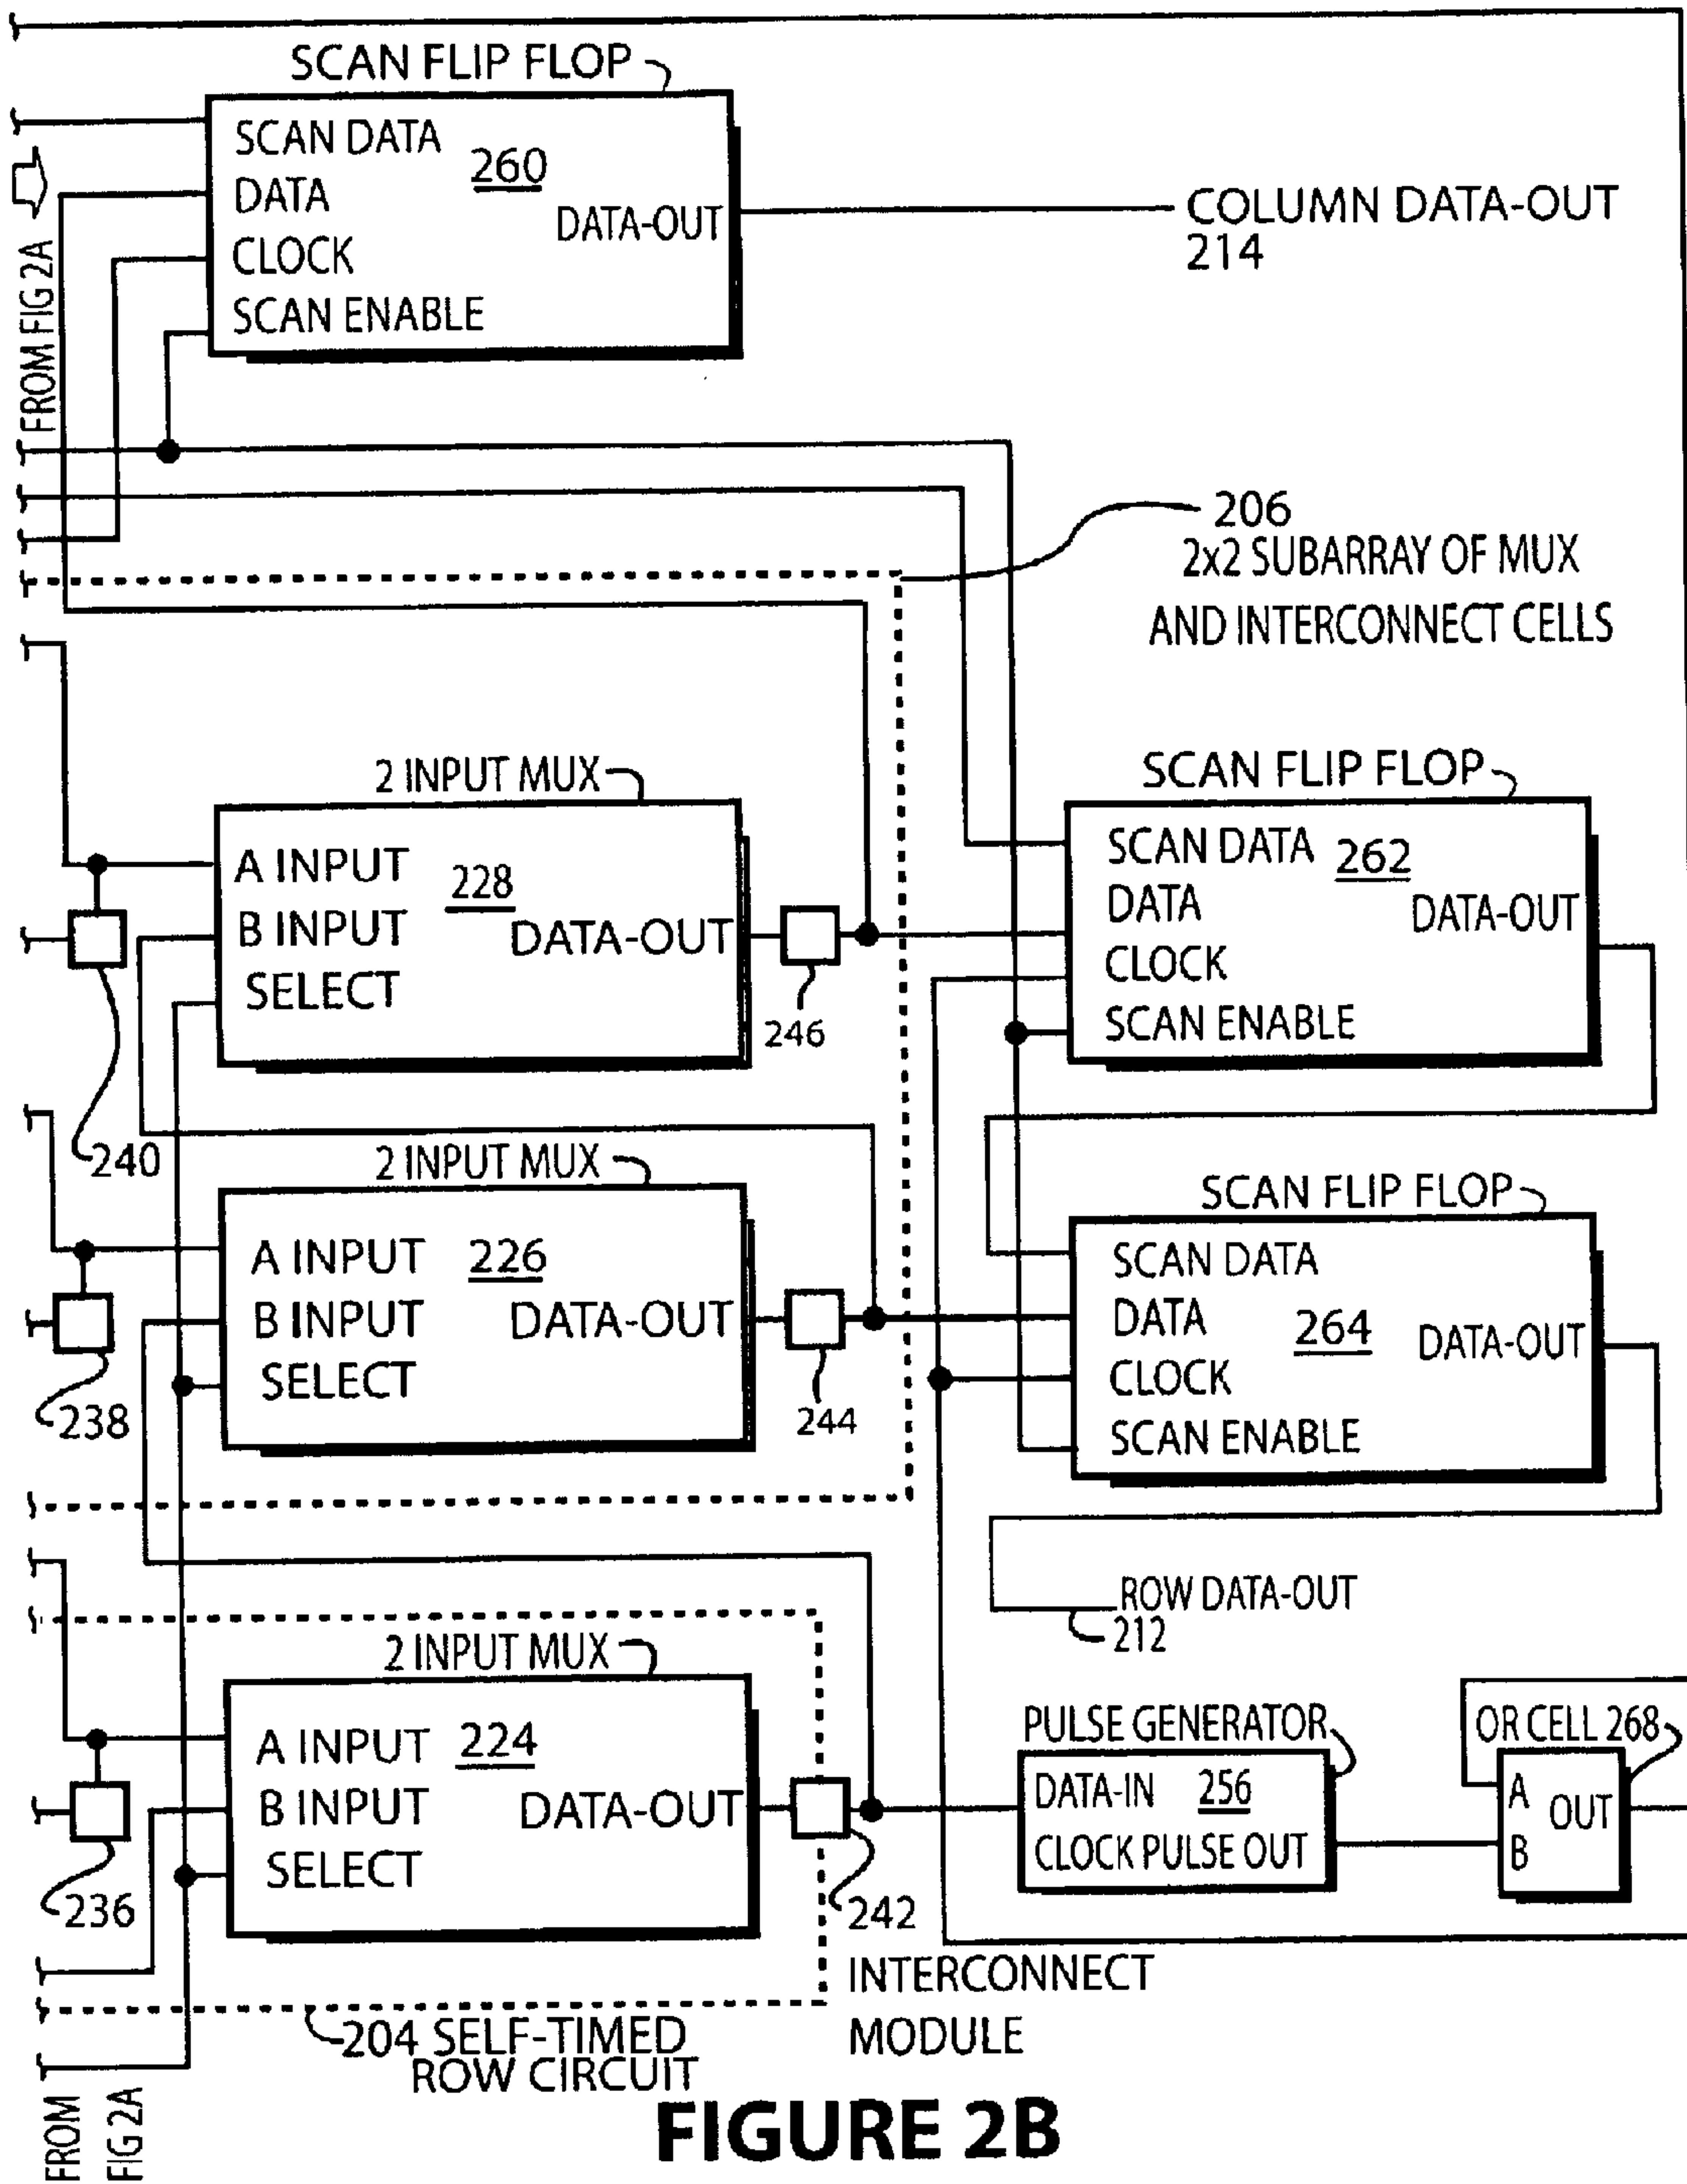 SCAN FLIP FLOP
SCAN DATA
260
DATA
DATA-OUT
CLOCK
SCAN ENABLE
COLUMN DATA-OUT
214
FROM FIG 2A
206
2x2 SUBARRAY OF MUX
AND INTERCONNECT CELLS
2 INPUT MUX
A INPUT
228
B INPUT
DATA-OUT
SELECT
246
240
SCAN FLIP FLOP
SCAN DATA
262
DATA
DATA-OUT
CLOCK
SCAN ENABLE
2 INPUT MUX
A INPUT
226
B INPUT
DATA-OUT
SELECT
244
238
SCAN FLIP FLOP
SCAN DATA
DATA
264
DATA-OUT
CLOCK
SCAN ENABLE
ROW DATA-OUT
212
2 INPUT MUX
A INPUT
224
B INPUT
DATA-OUT
SELECT
236
242
INTERCONNECT
MODULE
PULSE GENERATOR
DATA-IN
256
CLOCK PULSE OUT
OR CELL 268
A
OUT
B
204 SELF-TIMED
ROW CIRCUIT
FROM
FIG 2A
FIGURE 2B